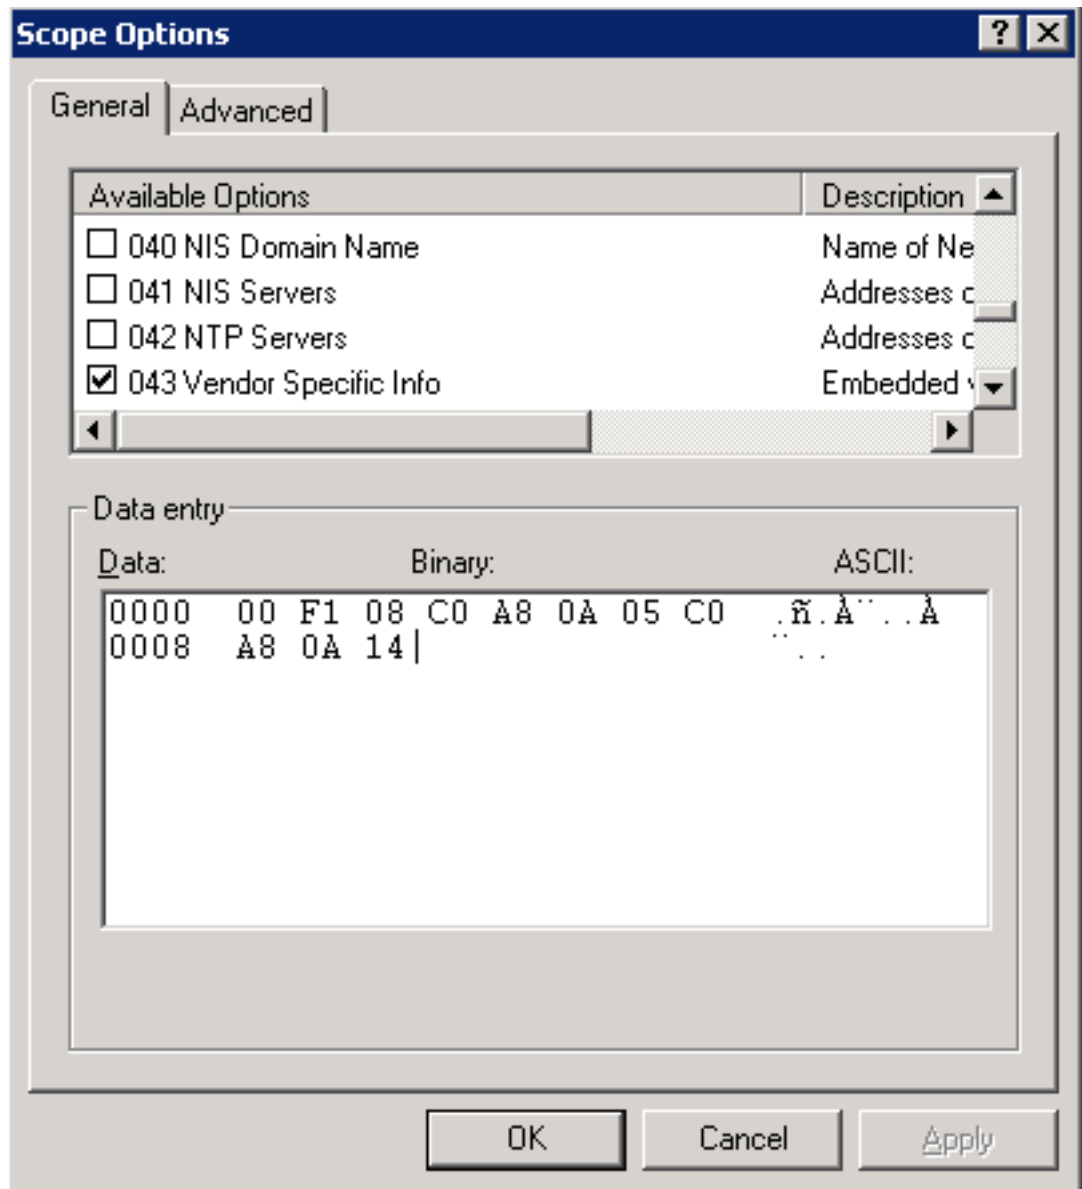 Scope Options
General Advanced
Available Options Description
040 NIS Domain Name Name of Ne
041 NIS Servers Addresses c
042 NTP Servers Addresses c
043 Vendor Specific Info Embedded v
Data entry
Data: Binary: ASCII:
0000 00 F1 08 C0 A8 0A 05 C0 .ñ.À¨..À
0008 A8 0A 14 ¨..
OK Cancel Apply